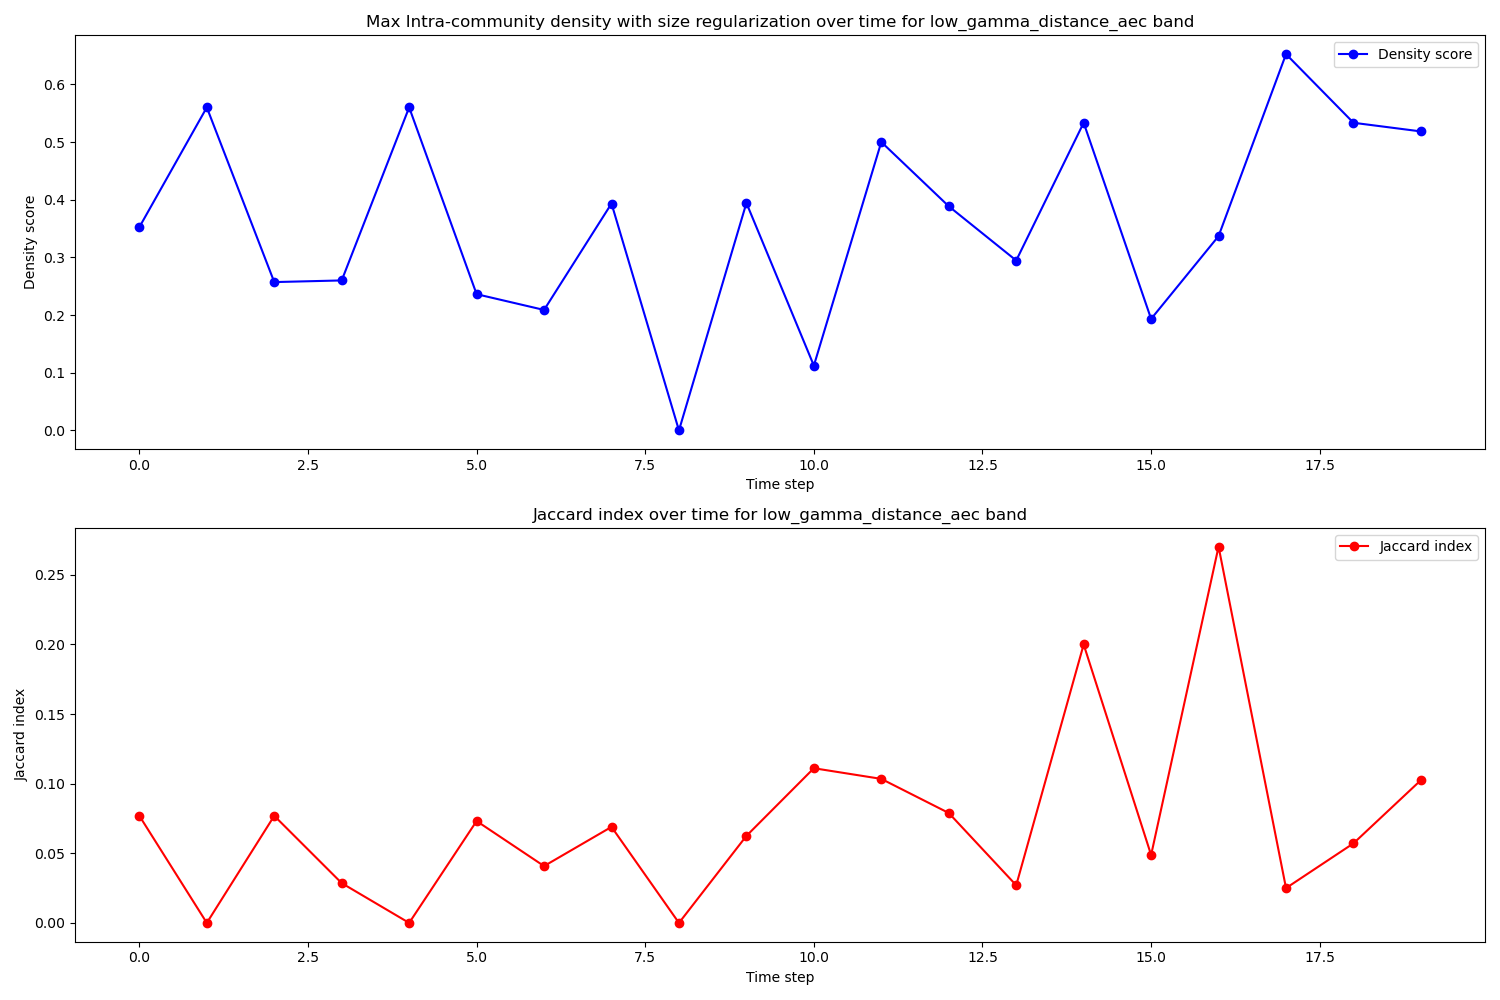 Max Intra-community density with size regularization over time for low_gamma_distance_aec band
Density score
0.6
0.5
0.4
0.3
0.2
0.1
0.0
Density score
0.0 2.5 5.0 7.5 10.0 12.5 15.0 17.5
Time step
Jaccard index over time for low_gamma_distance_aec band
Jaccard index
0.25
0.20
0.15
0.10
0.05
0.00
Jaccard index
0.0 2.5 5.0 7.5 10.0 12.5 15.0 17.5
Time step